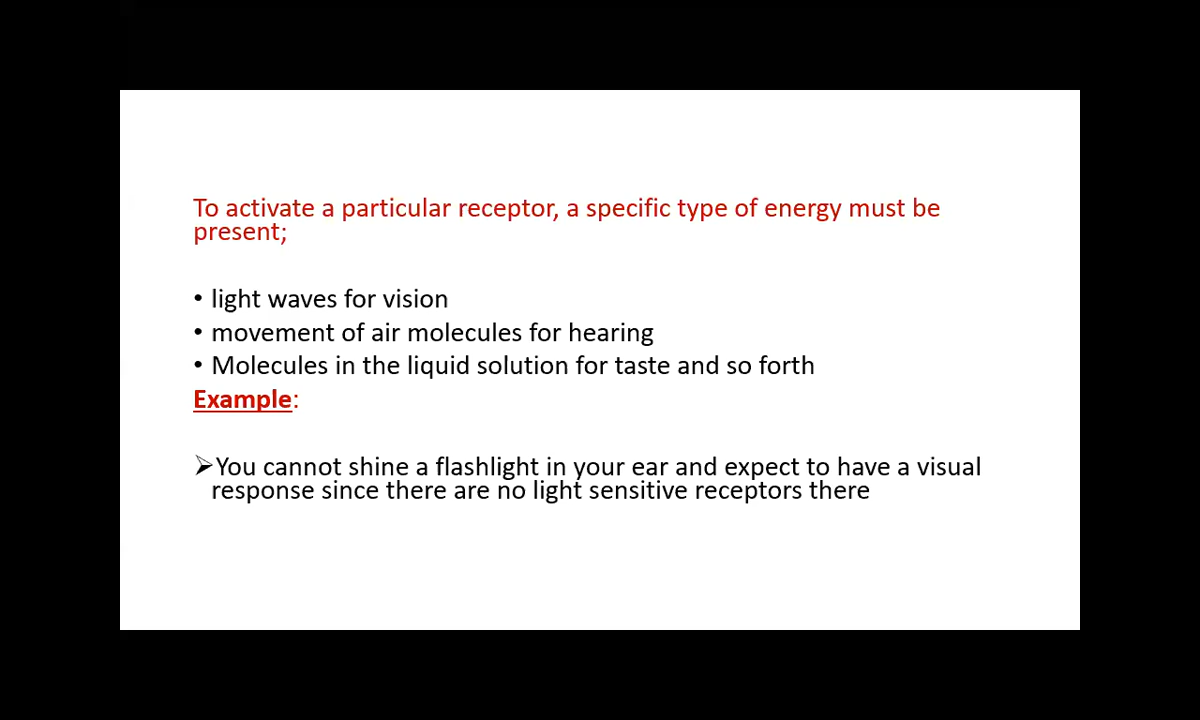 To activate a particular receptor, a specific type of energy must be
present;
• light waves for vision
• movement of air molecules for hearing
• Molecules in the liquid solution for taste and so forth
Example:
➢You cannot shine a flashlight in your ear and expect to have a visual
response since there are no light sensitive receptors there